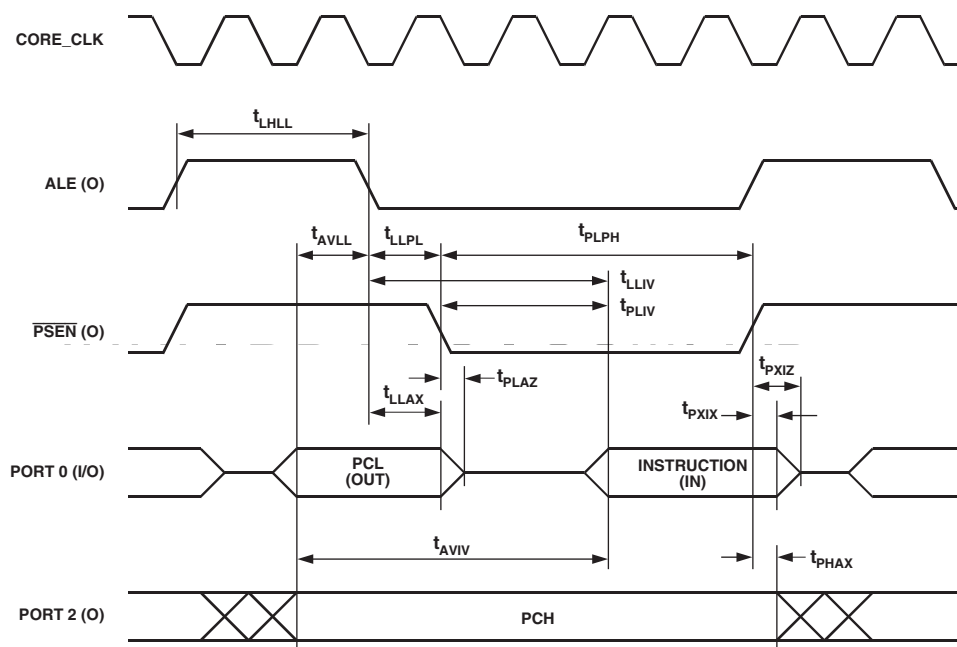 CORE_CLK
tLHLL
ALE (O)
tAVLL
tLLPL
tPLPH
tLLIV
tPLIV
PSEN (O)
tPXIZ
tPLAZ
tLLAX
tPXIX
PORT 0 (I/O)
PCL
(OUT)
INSTRUCTION
(IN)
tAVIV
tPHAX
PORT 2 (O)
PCH